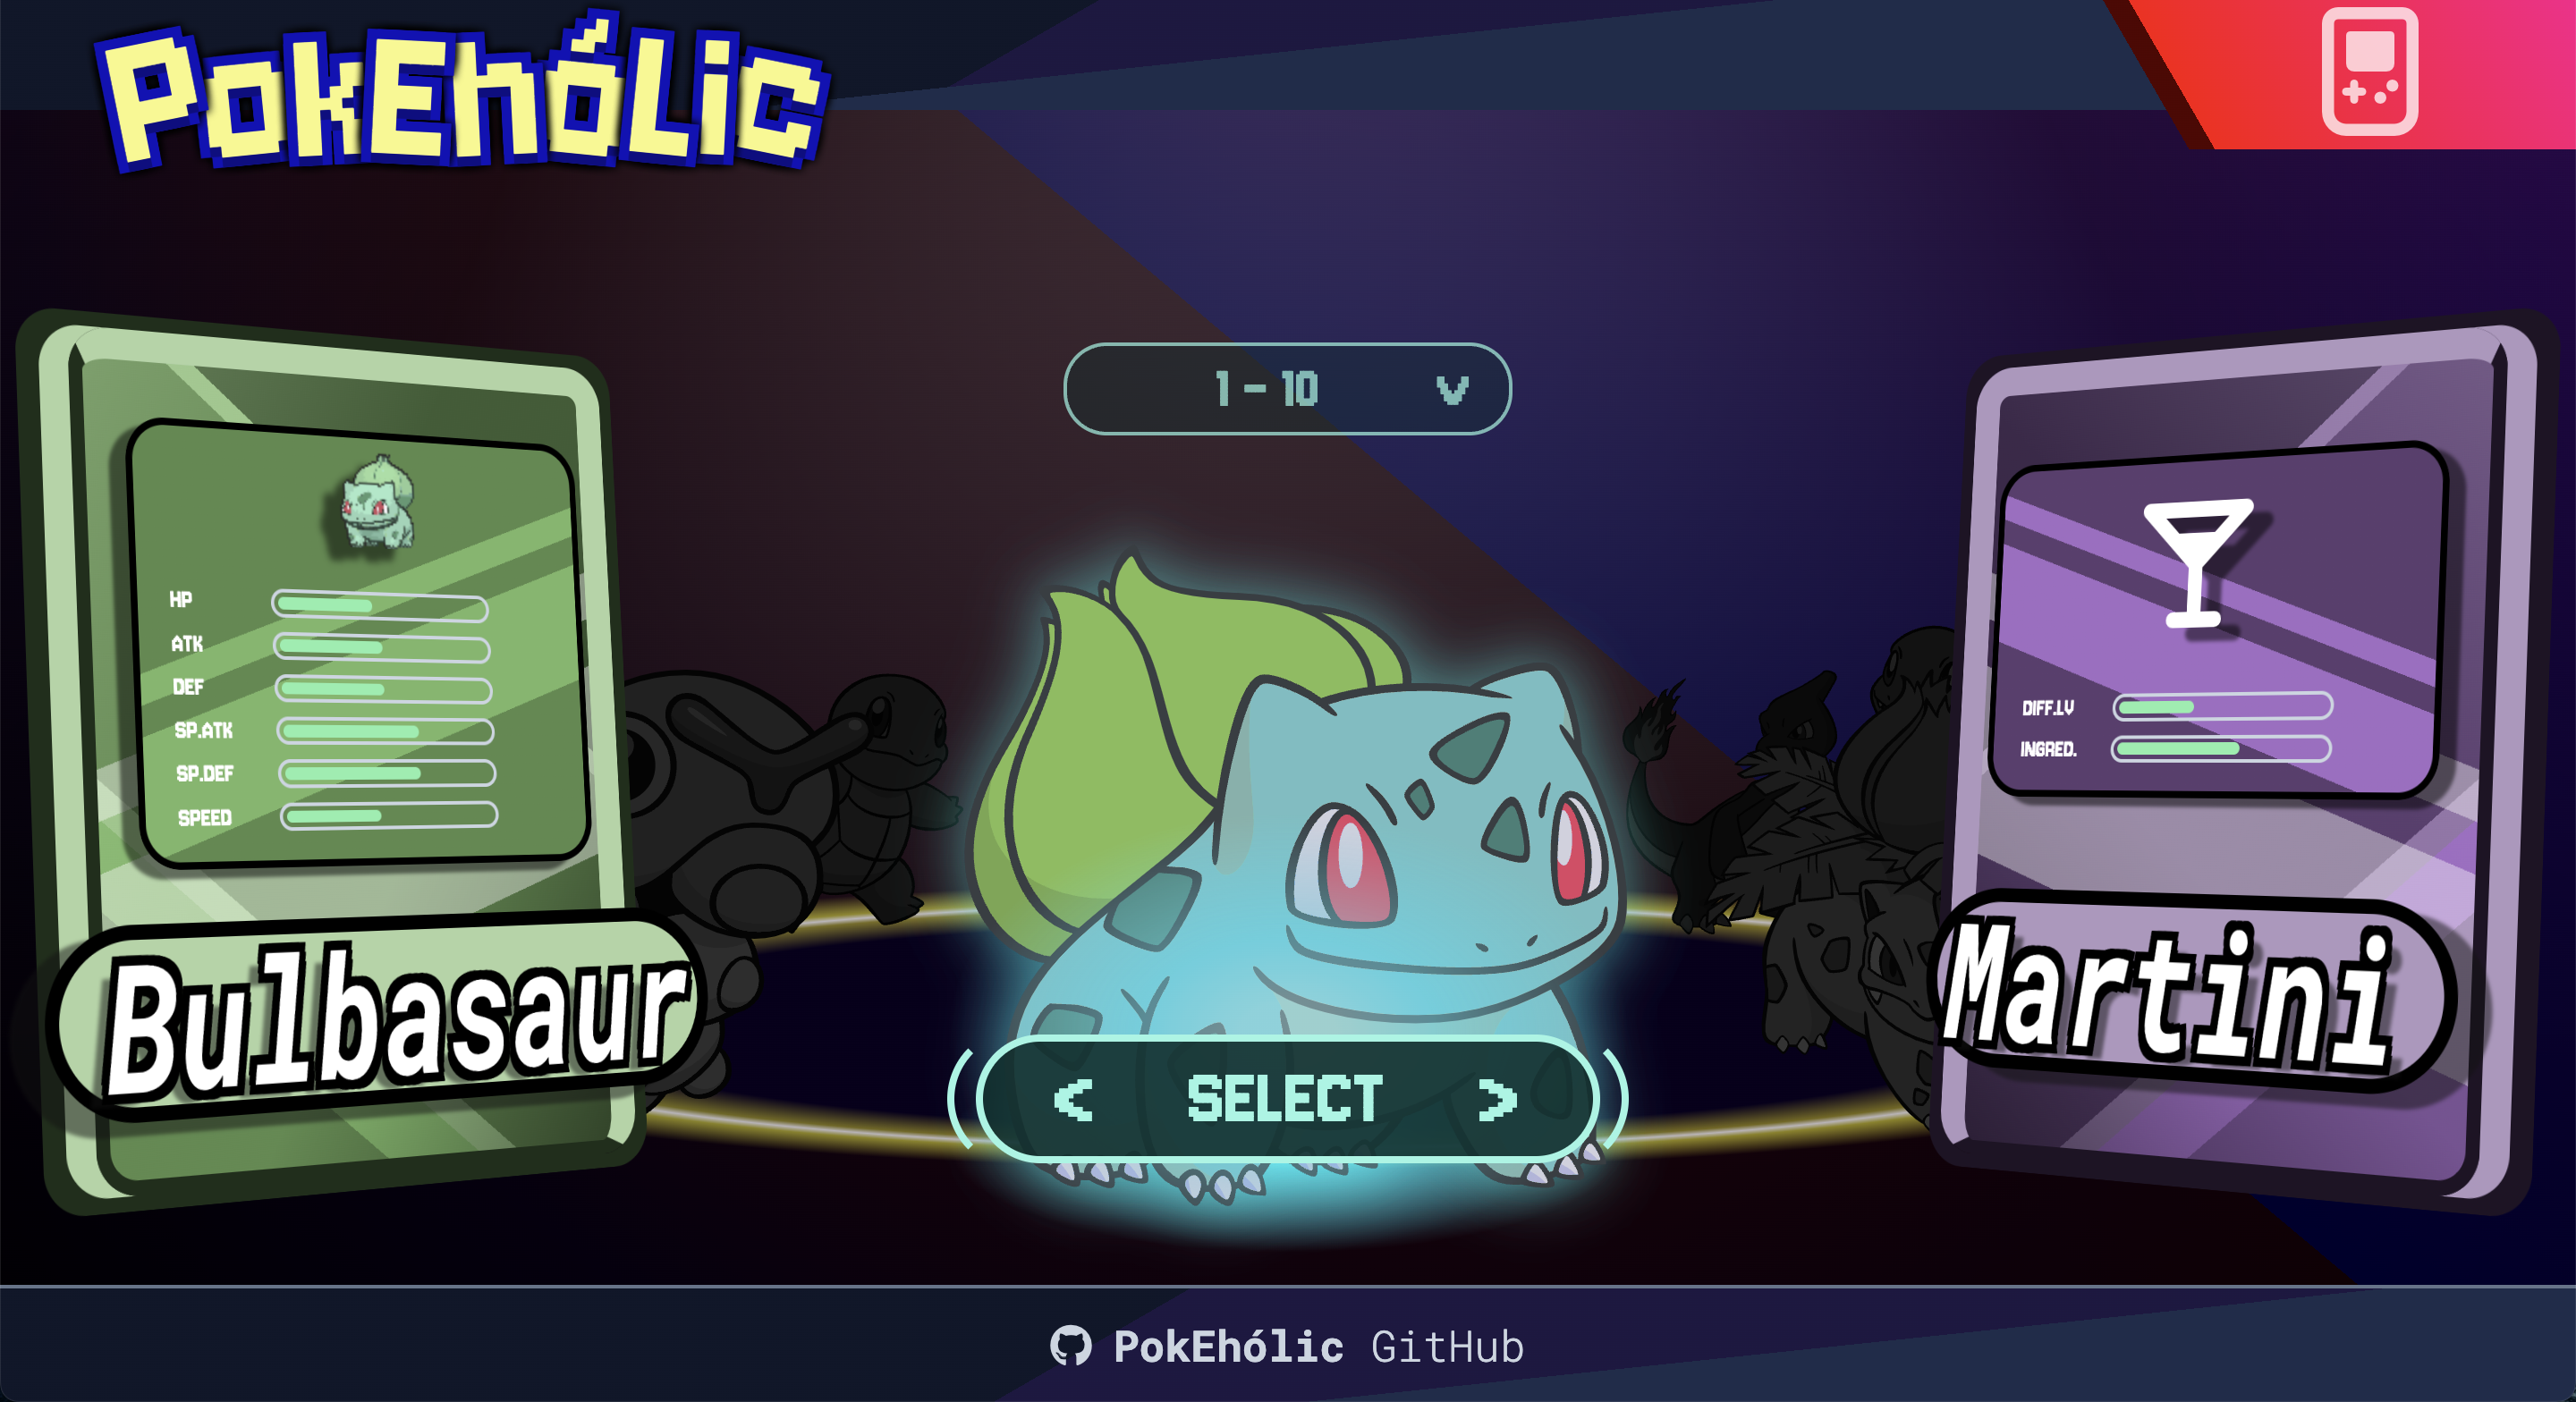 PokEhólic
1 - 10
HP
ATK
DEF
SP.ATK
SP.DEF
SPEED
Bulbasaur
DIFF.LV
INGRED.
Martini
< SELECT >
PokEhólic GitHub